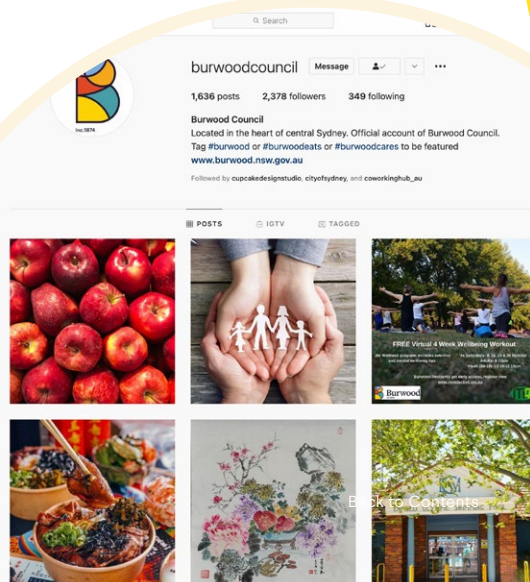 Search
burwoodcouncil Message
1,636 posts 2,378 followers 349 following
Burwood Council
Located in the heart of central Sydney. Official account of Burwood Council.
Tag #burwood or #burwoodeats or #burwoodcares to be featured
www.burwood.nsw.gov.au
Followed by cupcakedesignstudio, cityofsydney, and coworkinghub_au
Inc.1874
POSTS IGTV TAGGED
FREE Virtual 4 Week Wellbeing Workout
Burwood
Back to Contents